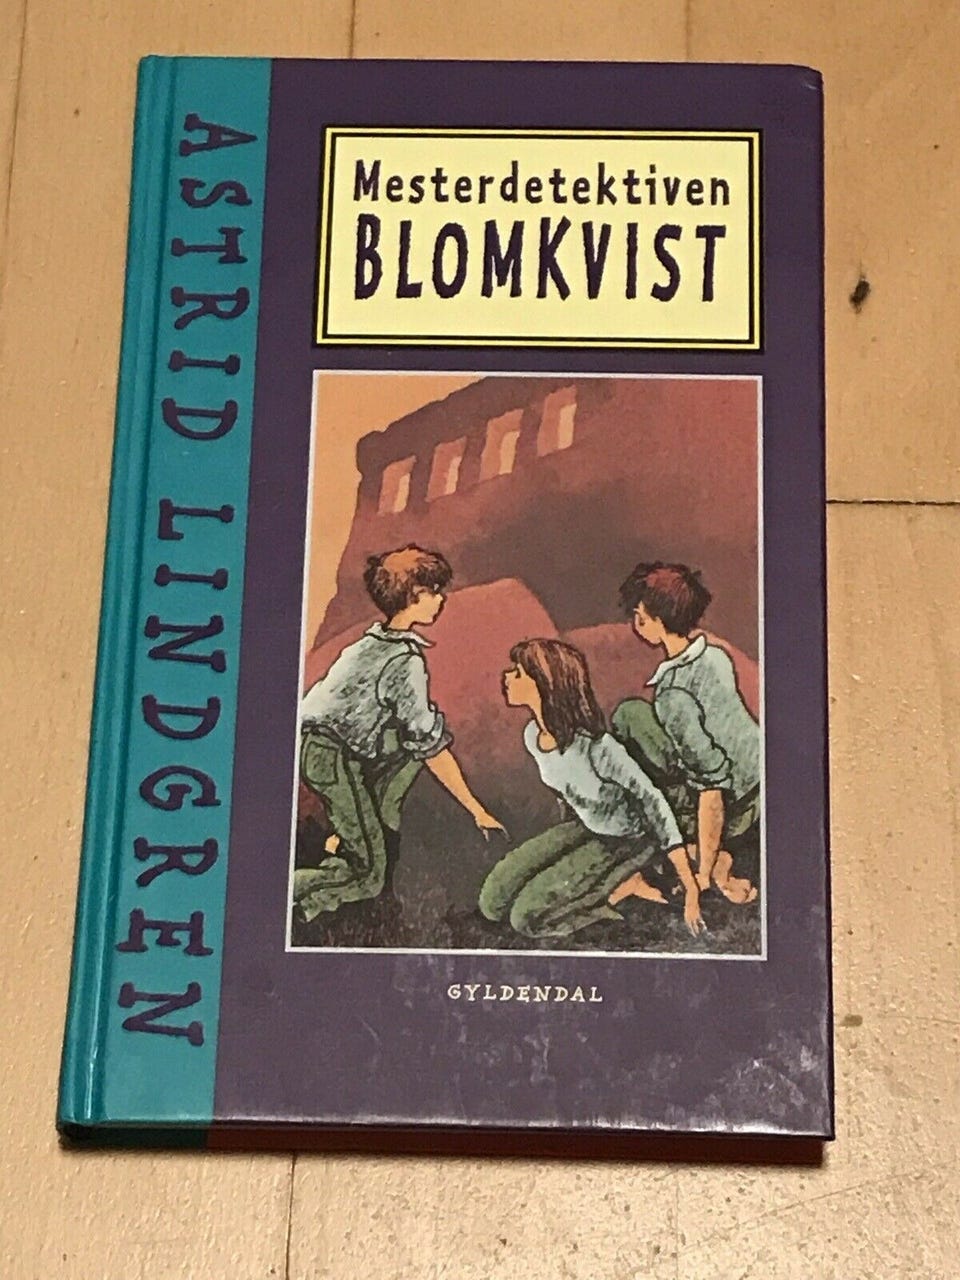 ASTRID LINDGREN
Mesterdetektiven
BLOMKVIST
GYLDENDAL